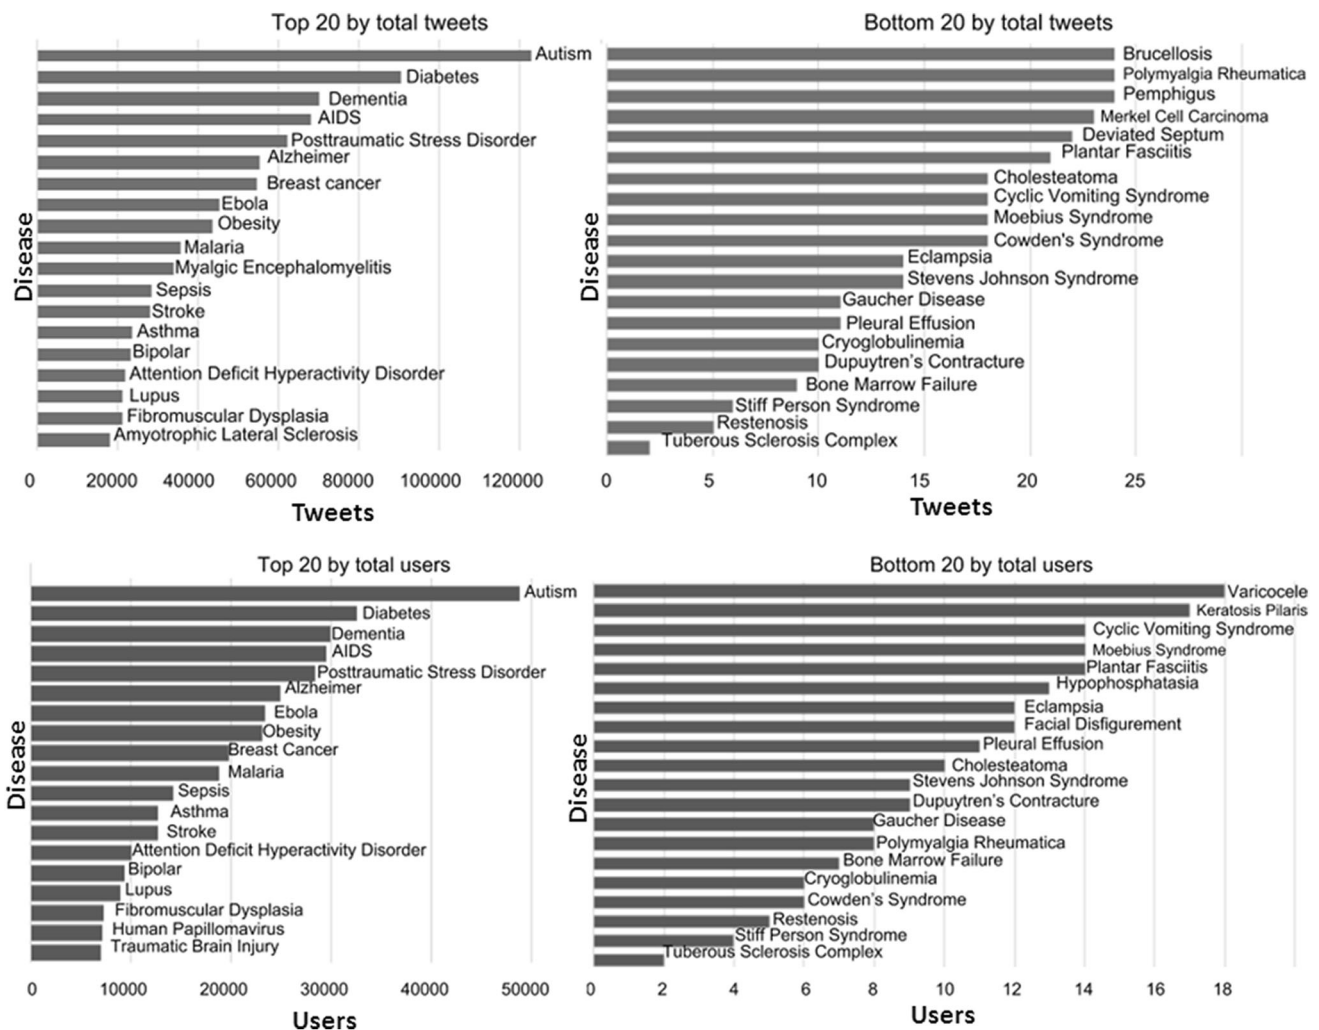 Top 20 by total tweets
Autism
Diabetes
Dementia
AIDS
Posttraumatic Stress Disorder
Alzheimer
Breast cancer
Ebola
Obesity
Malaria
Myalgic Encephalomyelitis
Sepsis
Stroke
Asthma
Bipolar
Attention Deficit Hyperactivity Disorder
Lupus
Fibromuscular Dysplasia
Amyotrophic Lateral Sclerosis
Disease
0 20000 40000 60000 80000 100000 120000
Tweets
Bottom 20 by total tweets
Brucellosis
Polymyalgia Rheumatica
Pemphigus
Merkel Cell Carcinoma
Deviated Septum
Plantar Fasciitis
Cholesteatoma
Cyclic Vomiting Syndrome
Moebius Syndrome
Cowden's Syndrome
Eclampsia
Stevens Johnson Syndrome
Gaucher Disease
Pleural Effusion
Cryoglobulinemia
Dupuytren's Contracture
Bone Marrow Failure
Stiff Person Syndrome
Restenosis
Tuberous Sclerosis Complex
Disease
0 5 10 15 20 25
Tweets
Top 20 by total users
Autism
Diabetes
Dementia
AIDS
Posttraumatic Stress Disorder
Alzheimer
Ebola
Obesity
Breast Cancer
Malaria
Sepsis
Asthma
Stroke
Attention Deficit Hyperactivity Disorder
Bipolar
Lupus
Fibromuscular Dysplasia
Human Papillomavirus
Traumatic Brain Injury
Disease
0 10000 20000 30000 40000 50000
Users
Bottom 20 by total users
Varicocele
Keratosis Pilaris
Cyclic Vomiting Syndrome
Moebius Syndrome
Plantar Fasciitis
Hypophosphatasia
Eclampsia
Facial Disfigurement
Pleural Effusion
Cholesteatoma
Stevens Johnson Syndrome
Dupuytren's Contracture
Gaucher Disease
Polymyalgia Rheumatica
Bone Marrow Failure
Cryoglobulinemia
Cowden's Syndrome
Restenosis
Stiff Person Syndrome
Tuberous Sclerosis Complex
Disease
0 2 4 6 8 10 12 14 16 18
Users